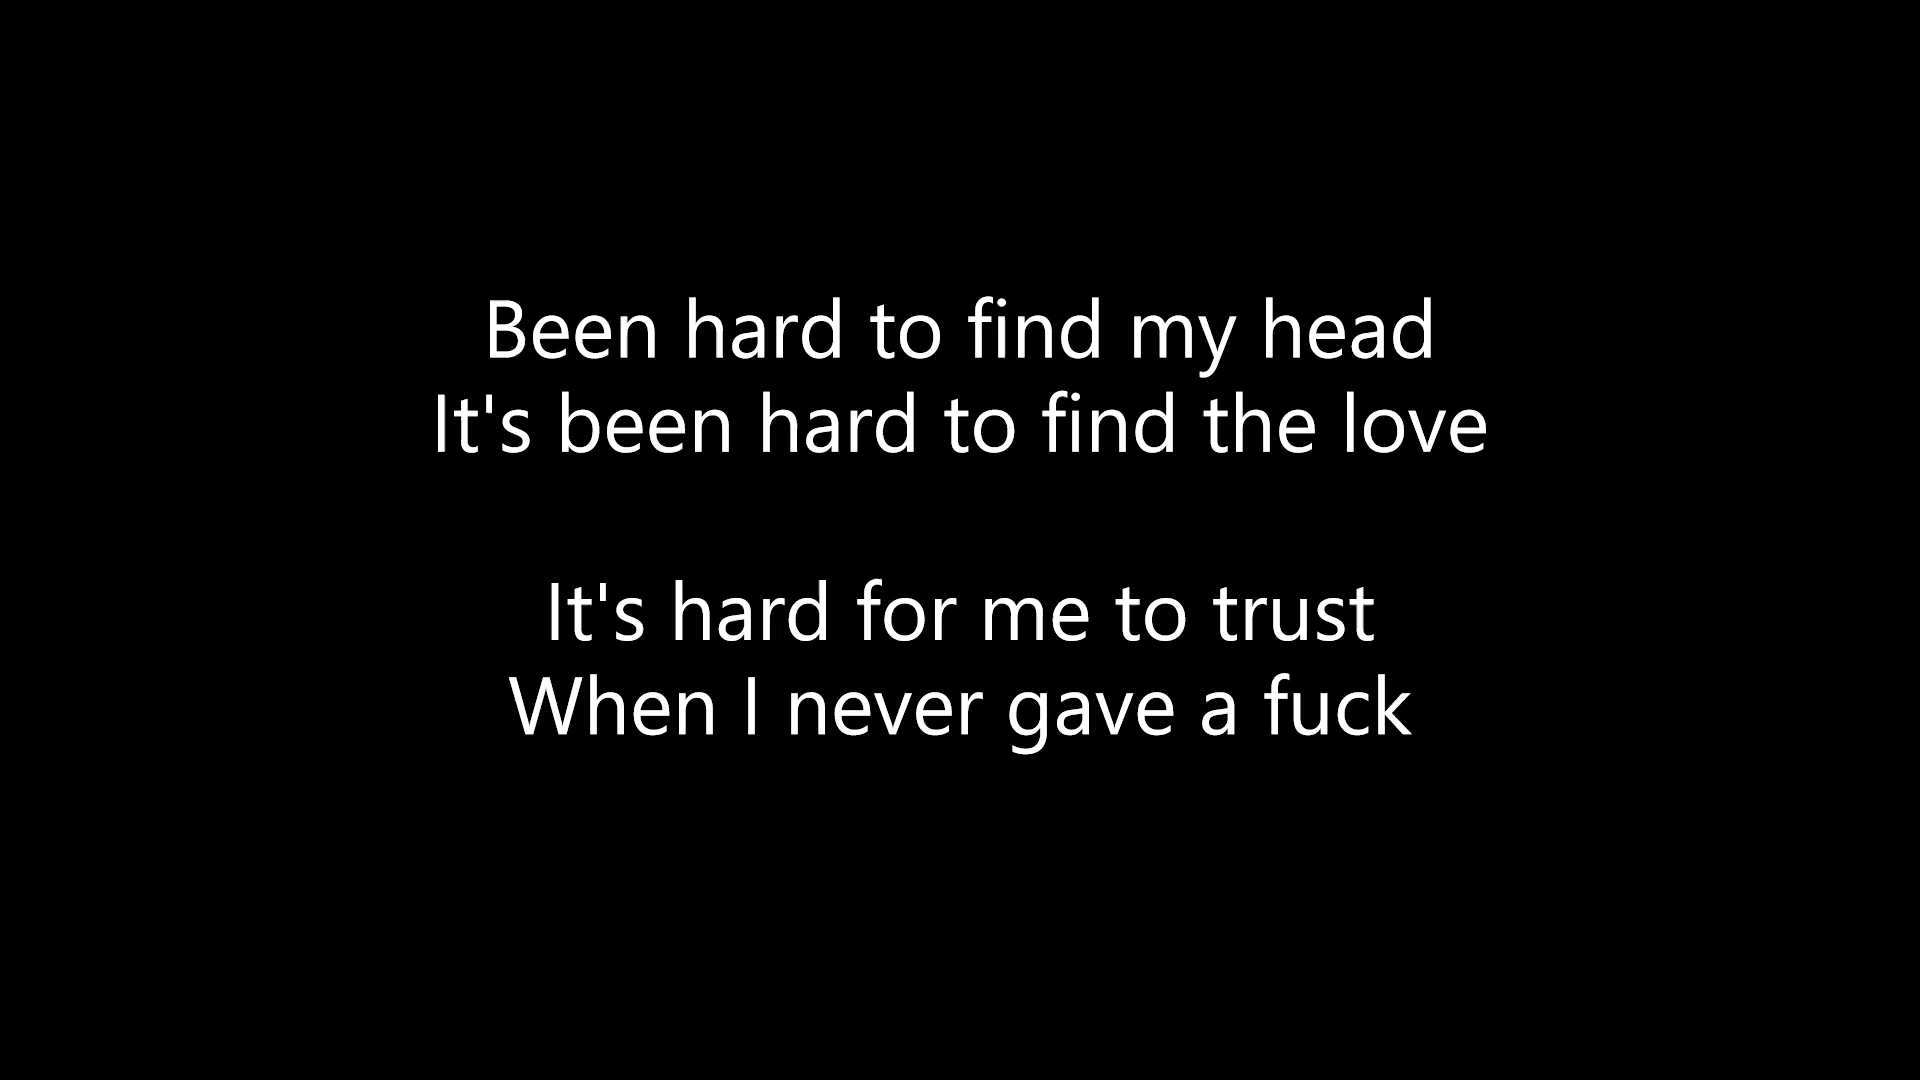 Been hard to find my head
It's been hard to find the love
It's hard for me to trust
When I never gave a fuck